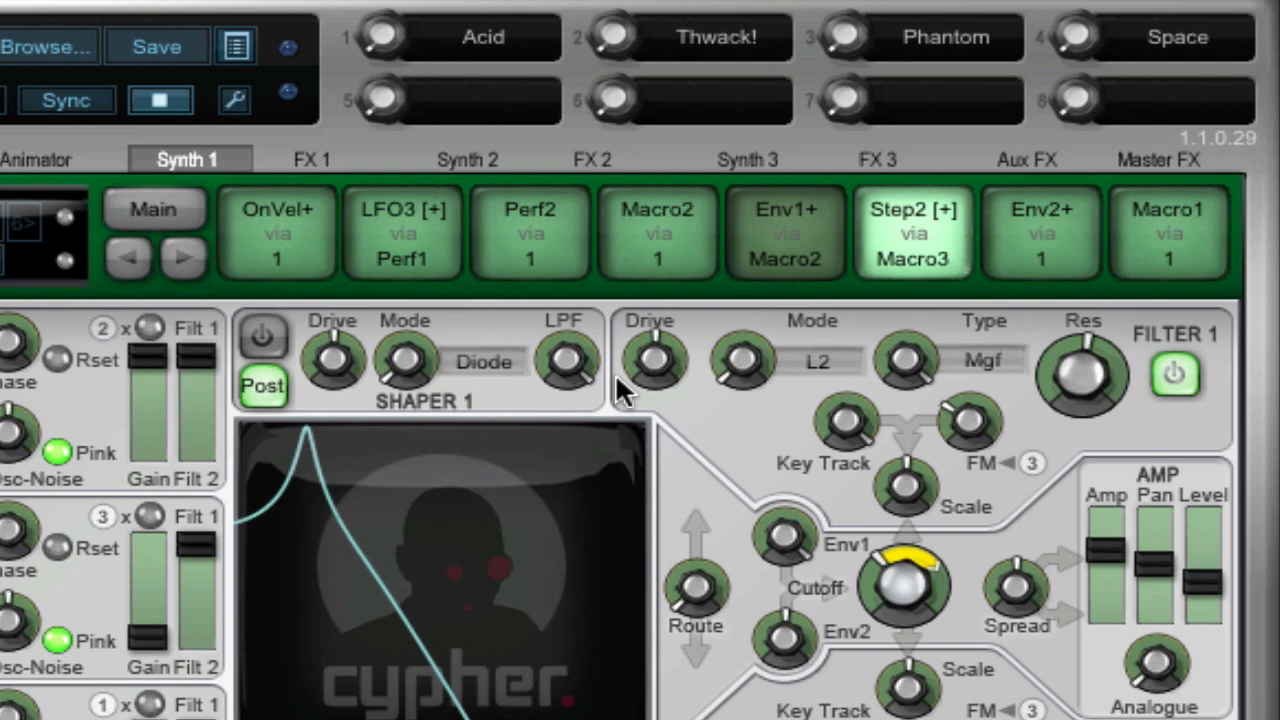 Browse... Save
1 Acid 2 Thwack! 3 Phantom 4 Space
Sync
5 6 7 8
1.1.0.29
Animator Synth 1 FX 1 Synth 2 FX 2 Synth 3 FX 3 Aux FX Master FX
Main
OnVel+ via 1
LFO3 [+] via Perf1
Perf2 via 1
Macro2 via 1
Env1+ via Macro2
Step2 [+] via Macro3
Env2+ via 1
Macro1 via 1
2 x Filt 1
Rset
hase
Pink
Osc-Noise Gain Filt 2
3 x Filt 1
Rset
hase
Pink
Osc-Noise Gain Filt 2
1 x Filt 1
Drive Mode LPF
Diode
Post
SHAPER 1
Drive Mode Type Res FILTER 1
L2 Mgf
Key Track FM 3
Scale
Env1
Cutoff
Route Env2 Spread
Scale
Key Track FM 3
AMP
Amp Pan Level
Analogue
cypher.